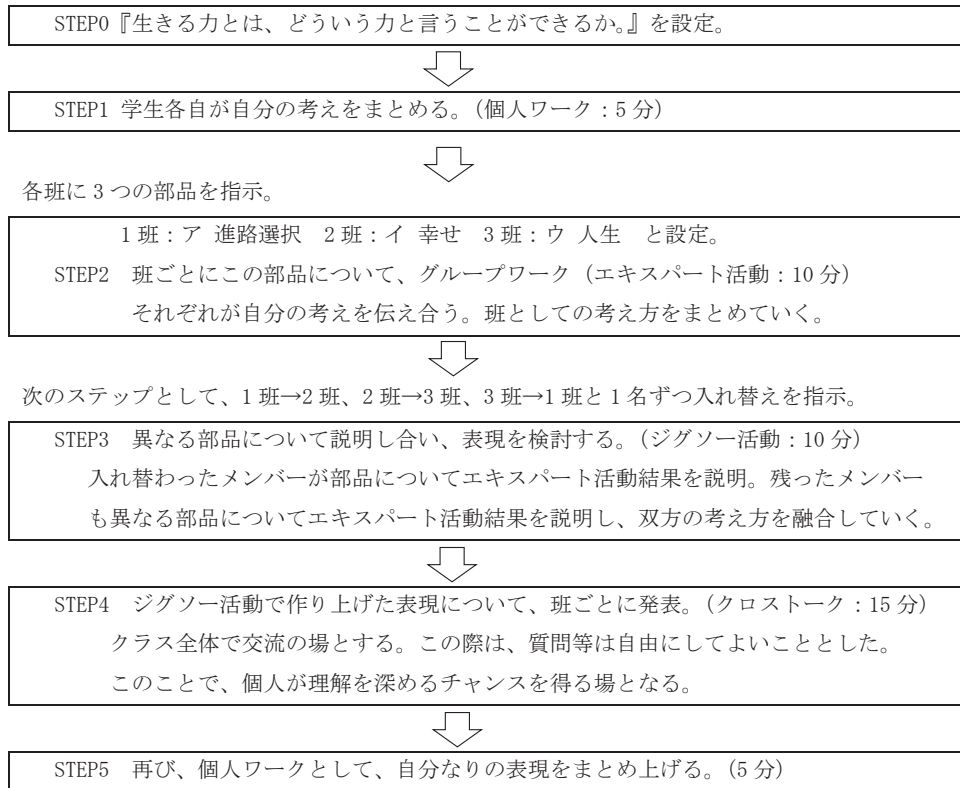 STEP0『生きる力とは、どういう力と言うことができるか。』を設定。
STEP1 学生各自が自分の考えをまとめる。(個人ワーク：5 分)
各班に 3 つの部品を指示。
1 班：ア 進路選択　2 班：イ 幸せ　3 班：ウ 人生　と設定。
STEP2　班ごとにこの部品について、グループワーク (エキスパート活動：10 分)
それぞれが自分の考えを伝え合う。班としての考え方をまとめていく。
次のステップとして、1 班→2 班、2 班→3 班、3 班→1 班と 1 名ずつ入れ替えを指示。
STEP3　異なる部品について説明し合い、表現を検討する。(ジグソー活動：10 分)
入れ替わったメンバーが部品についてエキスパート活動結果を説明。残ったメンバー
も異なる部品についてエキスパート活動結果を説明し、双方の考え方を融合していく。
STEP4　ジグソー活動で作り上げた表現について、班ごとに発表。(クロストーク：15 分)
クラス全体で交流の場とする。この際は、質問等は自由にしてよいこととした。
このことで、個人が理解を深めるチャンスを得る場となる。
STEP5　再び、個人ワークとして、自分なりの表現をまとめ上げる。(5 分)